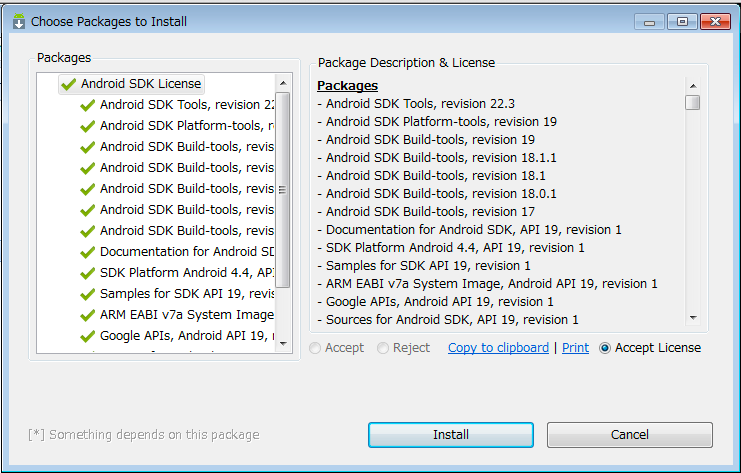 Choose Packages to Install
Packages
Android SDK License
Android SDK Tools, revision 22
Android SDK Platform-tools, r
Android SDK Build-tools, revis
Android SDK Build-tools, revis
Android SDK Build-tools, revis
Android SDK Build-tools, revis
Android SDK Build-tools, revis
Documentation for Android SD
SDK Platform Android 4.4, API
Samples for SDK API 19, revis
ARM EABI v7a System Image
Google APIs, Android API 19, r
Package Description & License
Packages
- Android SDK Tools, revision 22.3
- Android SDK Platform-tools, revision 19
- Android SDK Build-tools, revision 19
- Android SDK Build-tools, revision 18.1.1
- Android SDK Build-tools, revision 18.1
- Android SDK Build-tools, revision 18.0.1
- Android SDK Build-tools, revision 17
- Documentation for Android SDK, API 19, revision 1
- SDK Platform Android 4.4, API 19, revision 1
- Samples for SDK API 19, revision 1
- ARM EABI v7a System Image, Android API 19, revision 1
- Google APIs, Android API 19, revision 1
- Sources for Android SDK, API 19, revision 1
Accept Reject Copy to clipboard | Print Accept License
[*] Something depends on this package
Install Cancel